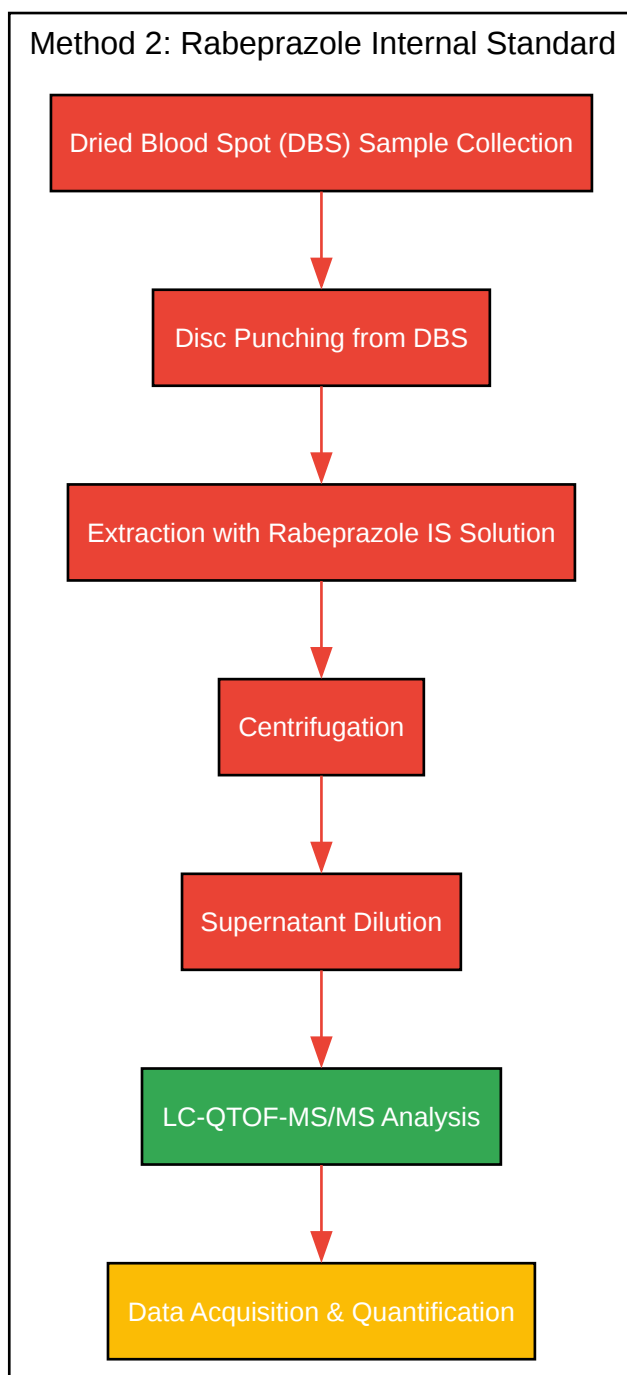 Method 2: Rabeprazole Internal Standard
Dried Blood Spot (DBS) Sample Collection
Disc Punching from DBS
Extraction with Rabeprazole IS Solution
Centrifugation
Supernatant Dilution
LC-QTOF-MS/MS Analysis
Data Acquisition & Quantification